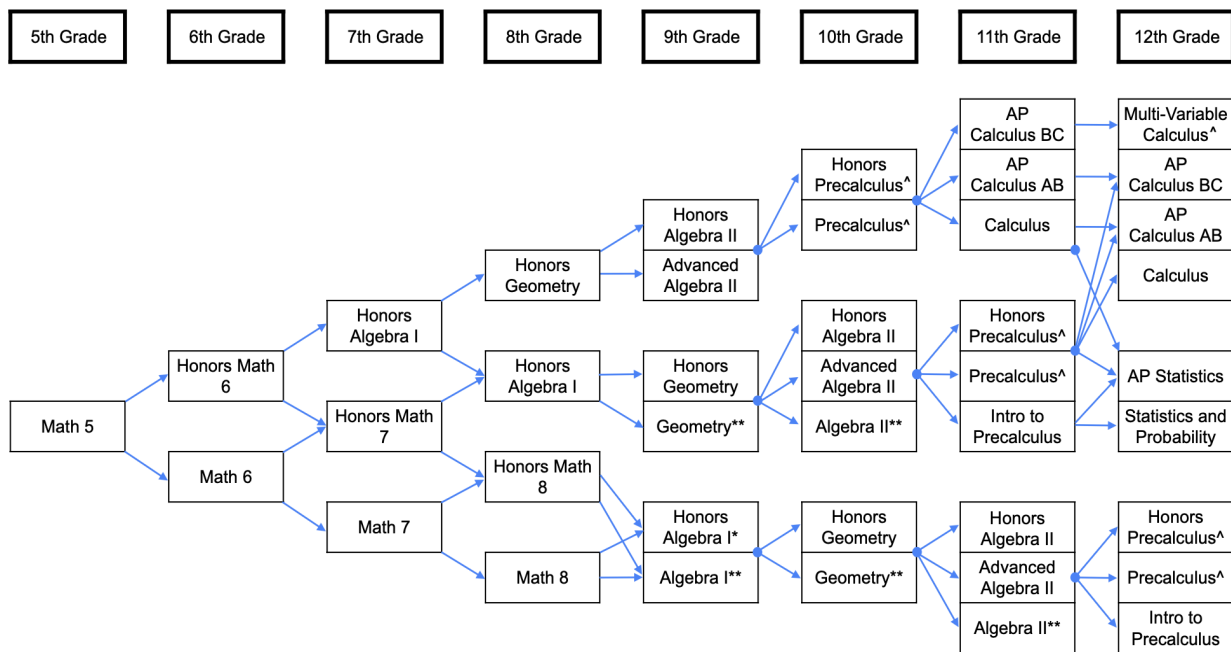 5th Grade
6th Grade
7th Grade
8th Grade
9th Grade
10th Grade
11th Grade
12th Grade
Math 5
Honors Math
6
Math 6
Honors
Algebra I
Honors Math
7
Math 7
Honors
Geometry
Honors
Algebra I
Honors Math
8
Math 8
Honors
Algebra II
Advanced
Algebra II
Honors
Geometry
Geometry**
Honors
Algebra I*
Algebra I**
Honors
Precalculus^
Precalculus^
Honors
Algebra II
Advanced
Algebra II
Algebra II**
Honors
Geometry
Geometry**
AP
Calculus BC
AP
Calculus AB
Calculus
Honors
Precalculus^
Precalculus^
Intro to
Precalculus
Honors
Algebra II
Advanced
Algebra II
Algebra II**
Multi-Variable
Calculus^
AP
Calculus BC
AP
Calculus AB
Calculus
AP Statistics
Statistics and
Probability
Honors
Precalculus^
Precalculus^
Intro to
Precalculus